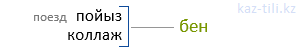 kaz-tili.kz
поезд пойыз
коллаж
бен